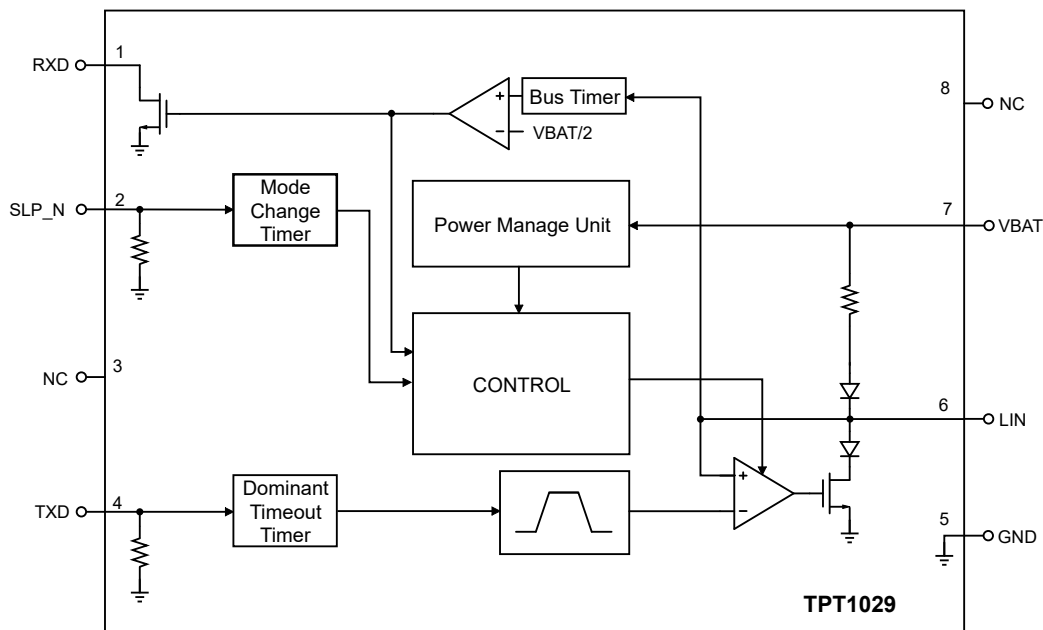 RXD
1
SLP_N
2
NC
3
TXD
4
Mode
Change
Timer
Dominant
Timeout
Timer
+
−
Bus Timer
VBAT/2
Power Manage Unit
CONTROL
+
−
8
NC
7
VBAT
6
LIN
5
GND
TPT1029